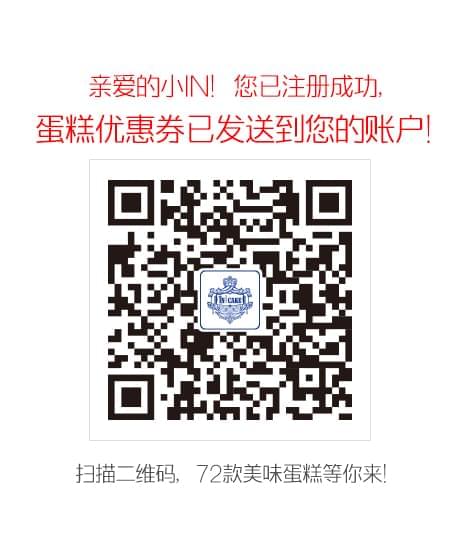 亲爱的小IN！您已注册成功,
蛋糕优惠券已发送到您的账户!
IN CAKE
扫描二维码, 72款美味蛋糕等你来!